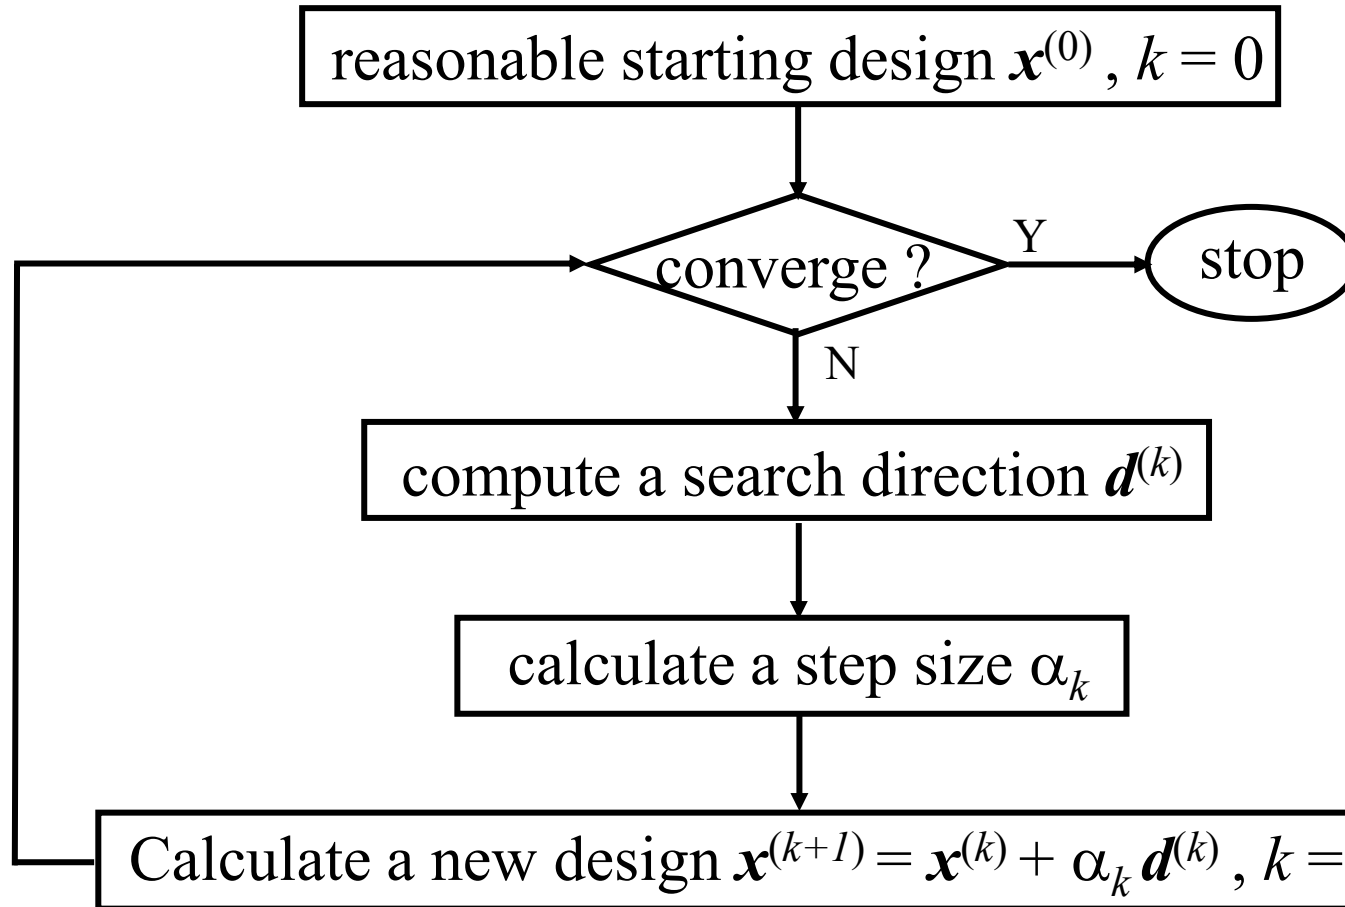 reasonable starting design x⁽⁰⁾ , k = 0
converge ?
Y
stop
N
compute a search direction d⁽ᵏ⁾
calculate a step size αₖ
Calculate a new design x⁽ᵏ⁺¹⁾ = x⁽ᵏ⁾ + αₖ d⁽ᵏ⁾ , k =